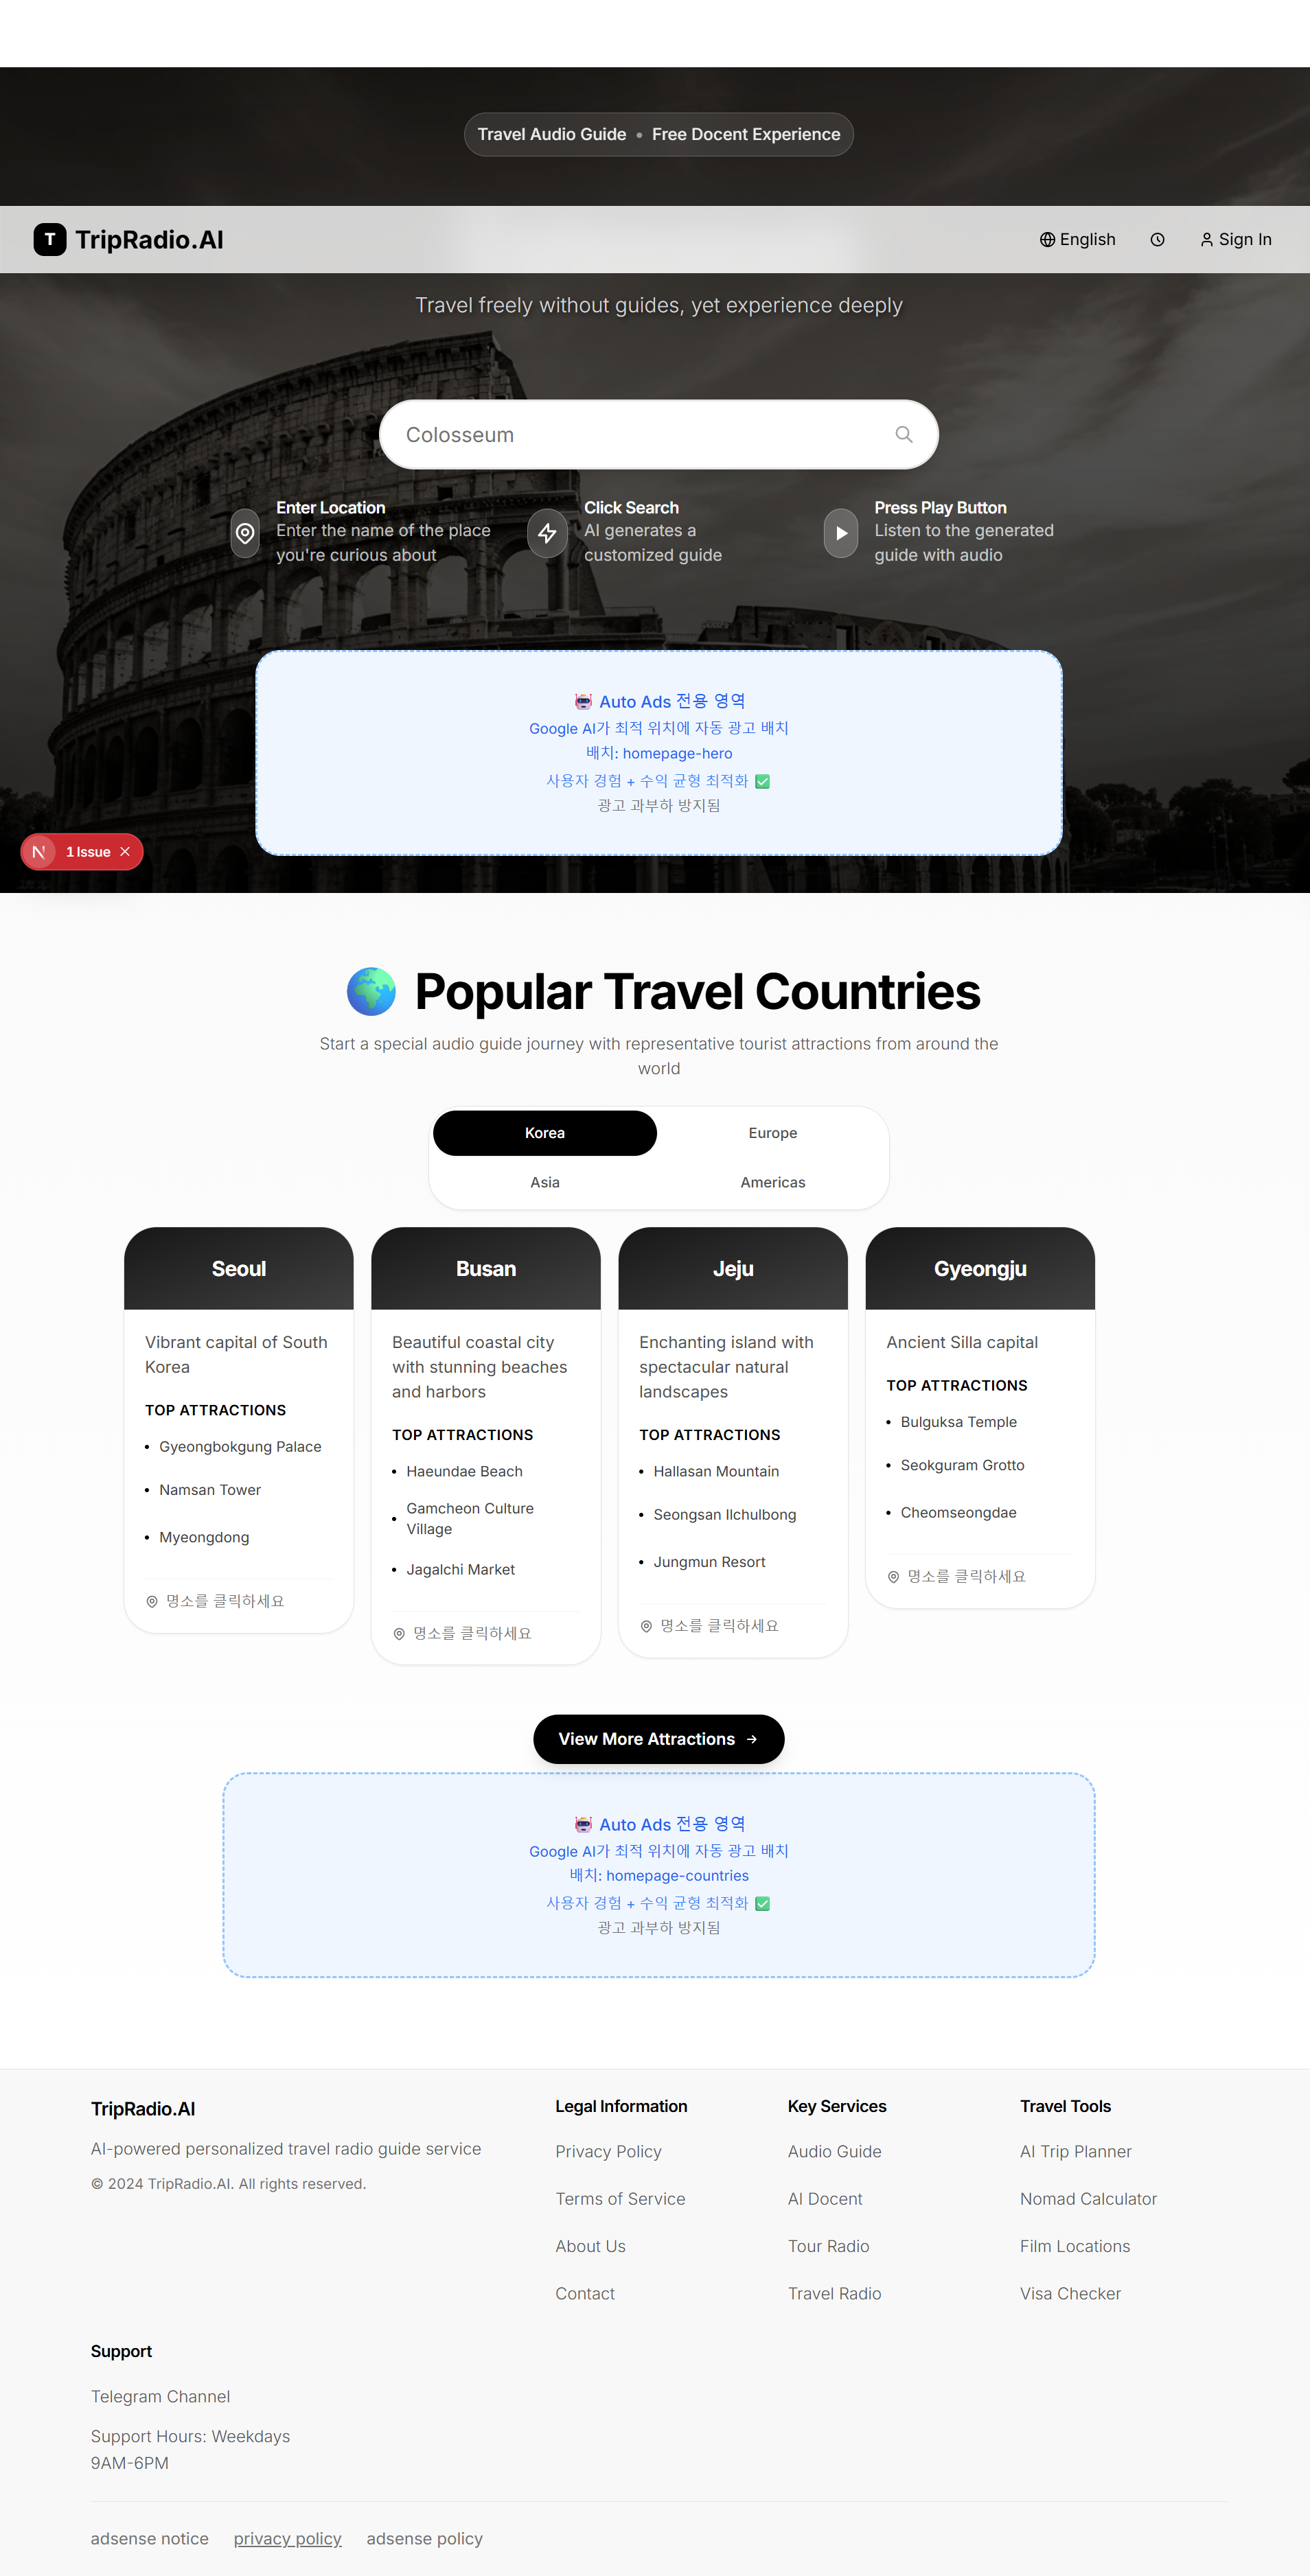 Travel Audio Guide • Free Docent Experience
T TripRadio.AI
English
Sign In
Travel freely without guides, yet experience deeply
Colosseum
Enter Location
Enter the name of the place
you're curious about
Click Search
AI generates a
customized guide
Press Play Button
Listen to the generated
guide with audio
🤖 Auto Ads 전용 영역
Google AI가 최적 위치에 자동 광고 배치
배치: homepage-hero
사용자 경험 + 수익 균형 최적화 ✅
광고 과부하 방지됨
N 1 Issue
🌍 Popular Travel Countries
Start a special audio guide journey with representative tourist attractions from around the
world
Korea
Europe
Asia
Americas
Seoul
Vibrant capital of South
Korea
TOP ATTRACTIONS
• Gyeongbokgung Palace
• Namsan Tower
• Myeongdong
명소를 클릭하세요
Busan
Beautiful coastal city
with stunning beaches
and harbors
TOP ATTRACTIONS
• Haeundae Beach
• Gamcheon Culture
Village
• Jagalchi Market
명소를 클릭하세요
Jeju
Enchanting island with
spectacular natural
landscapes
TOP ATTRACTIONS
• Hallasan Mountain
• Seongsan Ilchulbong
• Jungmun Resort
명소를 클릭하세요
Gyeongju
Ancient Silla capital
TOP ATTRACTIONS
• Bulguksa Temple
• Seokguram Grotto
• Cheomseongdae
명소를 클릭하세요
View More Attractions →
🤖 Auto Ads 전용 영역
Google AI가 최적 위치에 자동 광고 배치
배치: homepage-countries
사용자 경험 + 수익 균형 최적화 ✅
광고 과부하 방지됨
TripRadio.AI
AI-powered personalized travel radio guide service
© 2024 TripRadio.AI. All rights reserved.
Legal Information
Privacy Policy
Terms of Service
About Us
Contact
Key Services
Audio Guide
AI Docent
Tour Radio
Travel Radio
Travel Tools
AI Trip Planner
Nomad Calculator
Film Locations
Visa Checker
Support
Telegram Channel
Support Hours: Weekdays
9AM-6PM
adsense notice
privacy policy
adsense policy